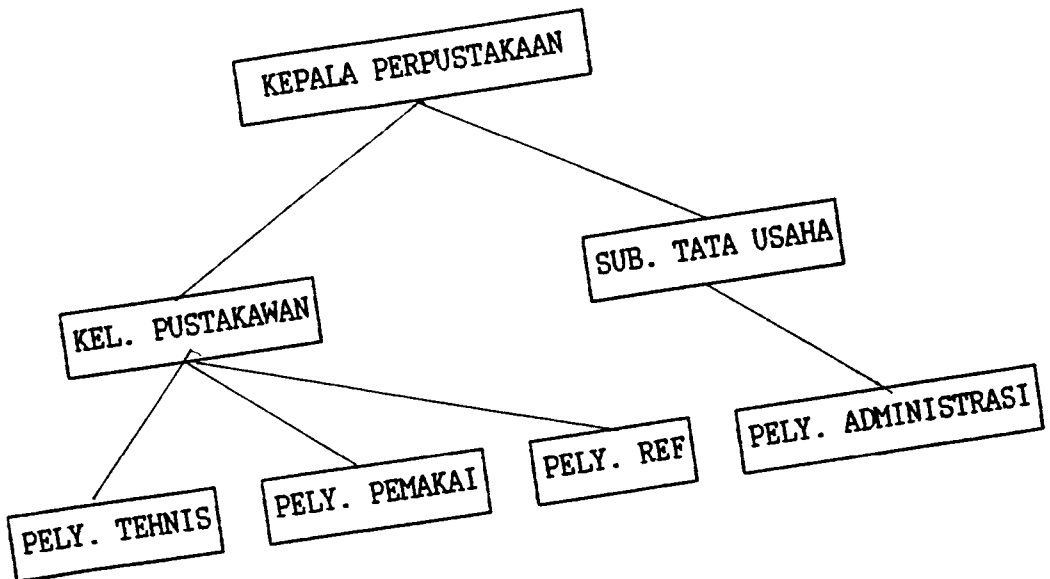 KEPALA PERPUSTAKAAN
SUB. TATA USAHA
KEL. PUSTAKAWAN
PELY. TEHNIS
PELY. PEMAKAI
PELY. REF
PELY. ADMINISTRASI